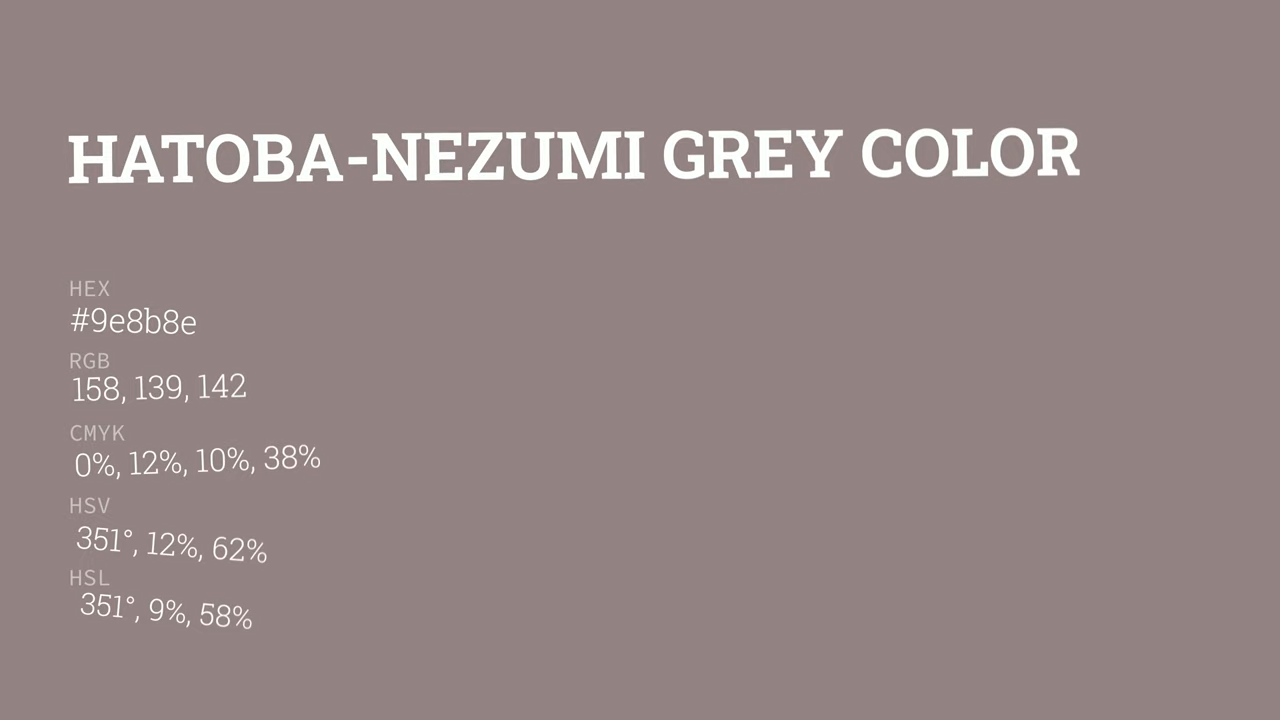 HATOBA-NEZUMI GREY COLOR
HEX
#9e8b8e
RGB
158, 139, 142
CMYK
0%, 12%, 10%, 38%
HSV
351°, 12%, 62%
HSL
351°, 9%, 58%